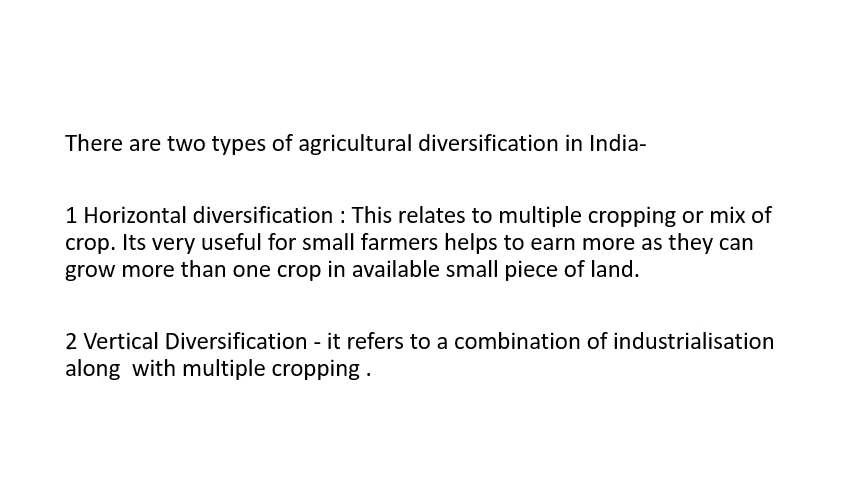 There are two types of agricultural diversification in India-
1 Horizontal diversification : This relates to multiple cropping or mix of
crop. Its very useful for small farmers helps to earn more as they can
grow more than one crop in available small piece of land.
2 Vertical Diversification - it refers to a combination of industrialisation
along  with multiple cropping .